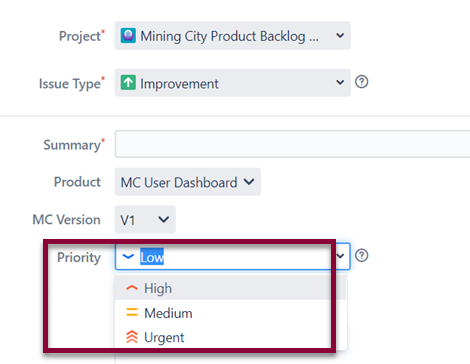 Project* Mining City Product Backlog ...
Issue Type* Improvement
Summary*
Product MC User Dashboard
MC Version V1
Priority Low
High
Medium
Urgent